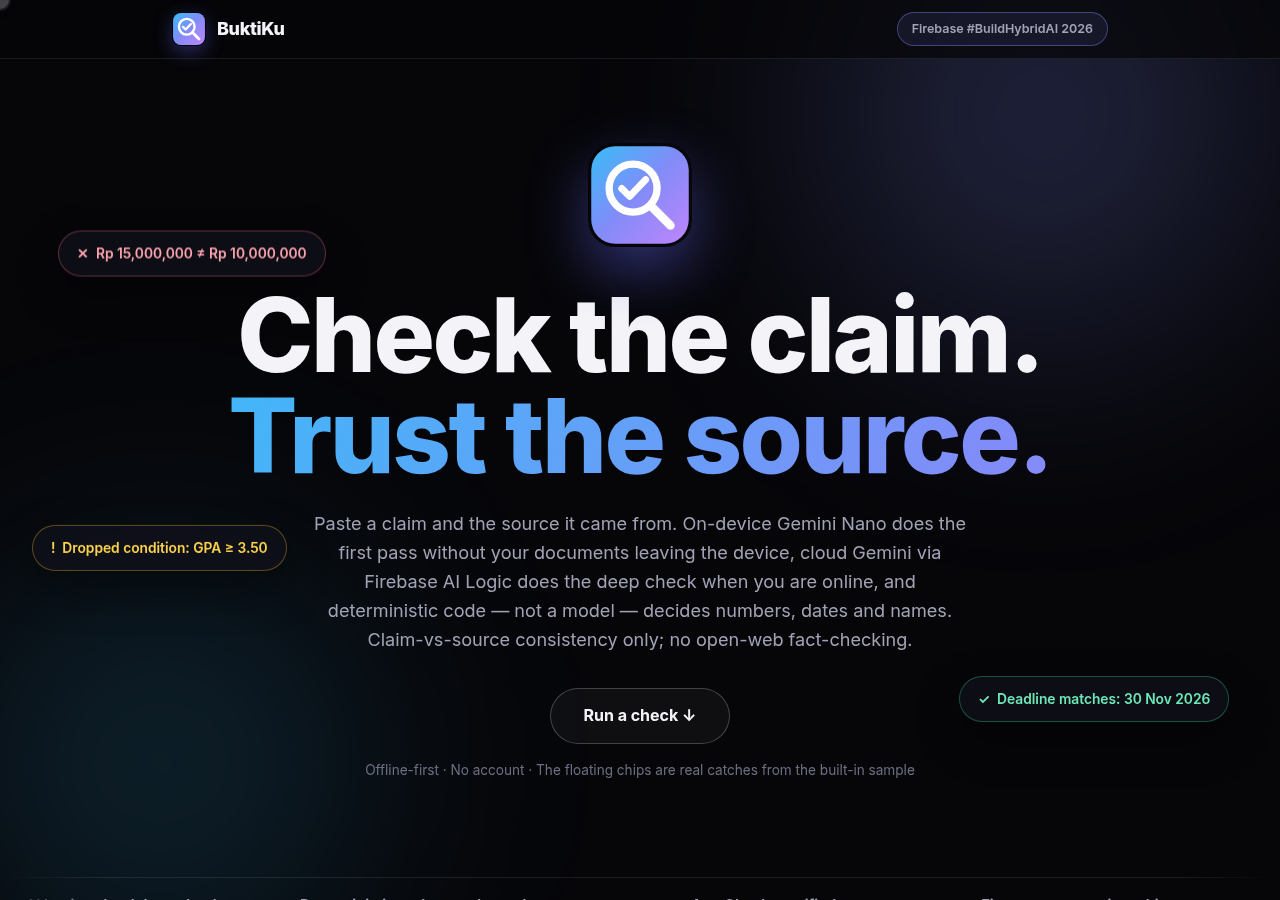 BuktiKu
Firebase #BuildHybridAI 2026
✕ Rp 15,000,000 ≠ Rp 10,000,000
Check the claim.
Trust the source.
Paste a claim and the source it came from. On-device Gemini Nano does the
first pass without your documents leaving the device, cloud Gemini via
Firebase AI Logic does the deep check when you are online, and
deterministic code — not a model — decides numbers, dates and names.
Claim-vs-source consistency only; no open-web fact-checking.
! Dropped condition: GPA ≥ 3.50
✓ Deadline matches: 30 Nov 2026
Run a check ↓
Offline-first · No account · The floating chips are real catches from the built-in sample